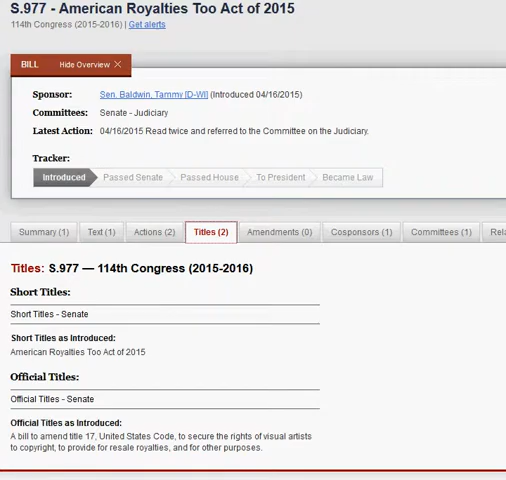 S.977 - American Royalties Too Act of 2015
114th Congress (2015-2016) | Get alerts
BILL Hide Overview ×
Sponsor: Sen. Baldwin, Tammy [D-WI] (Introduced 04/16/2015)
Committees: Senate - Judiciary
Latest Action: 04/16/2015 Read twice and referred to the Committee on the Judiciary.
Tracker:
Introduced Passed Senate Passed House To President Became Law
Summary (1) Text (1) Actions (2) Titles (2) Amendments (0) Cosponsors (1) Committees (1) Rela
Titles: S.977 — 114th Congress (2015-2016)
Short Titles:
Short Titles - Senate
Short Titles as Introduced:
American Royalties Too Act of 2015
Official Titles:
Official Titles - Senate
Official Titles as Introduced:
A bill to amend title 17, United States Code, to secure the rights of visual artists
to copyright, to provide for resale royalties, and for other purposes.